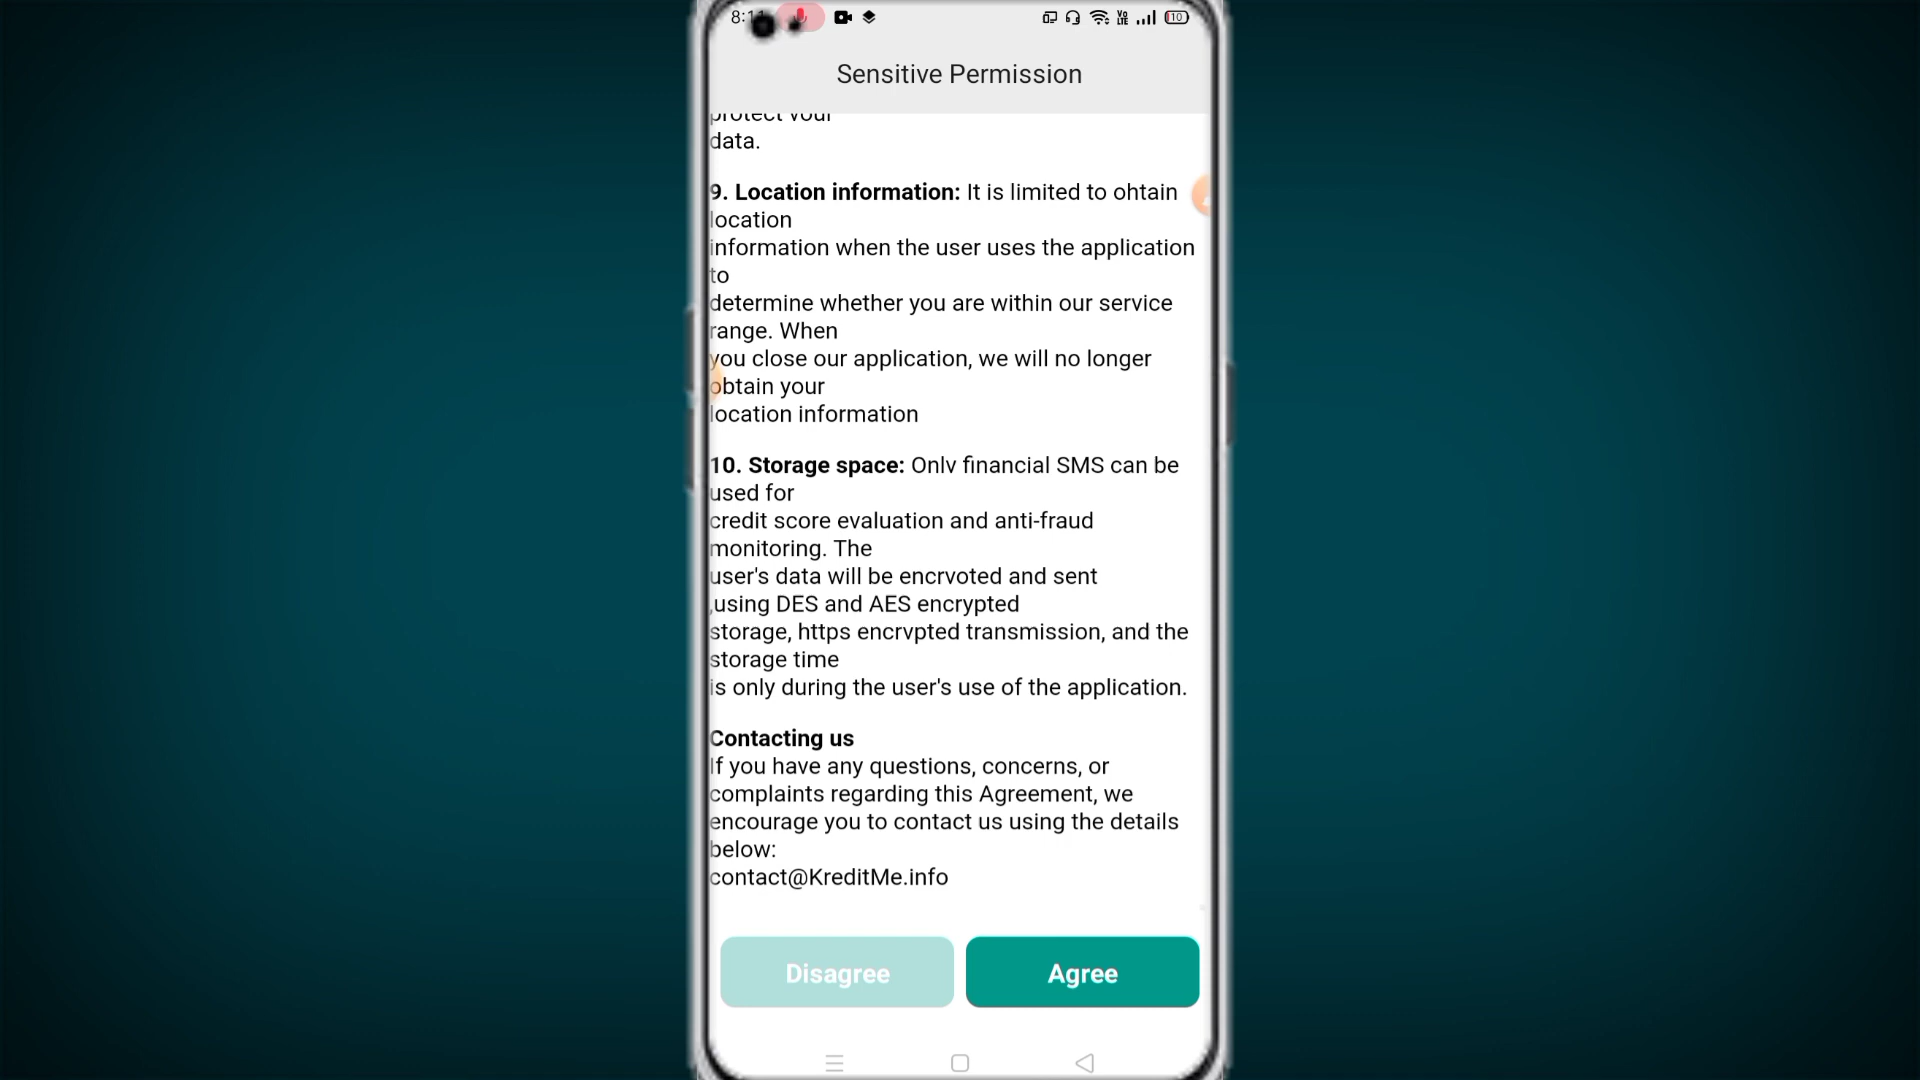 Sensitive Permission
protect your
data.
9. Location information: It is limited to ohtain
location
information when the user uses the application
to
determine whether you are within our service
range. When
you close our application, we will no longer
obtain your
location information
10. Storage space: Onlv financial SMS can be
used for
credit score evaluation and anti-fraud
monitoring. The
user's data will be encrvoted and sent
,using DES and AES encrypted
storage, https encrvpted transmission, and the
storage time
is only during the user's use of the application.
Contacting us
If you have any questions, concerns, or
complaints regarding this Agreement, we
encourage you to contact us using the details
below:
contact@KreditMe.info
Disagree Agree